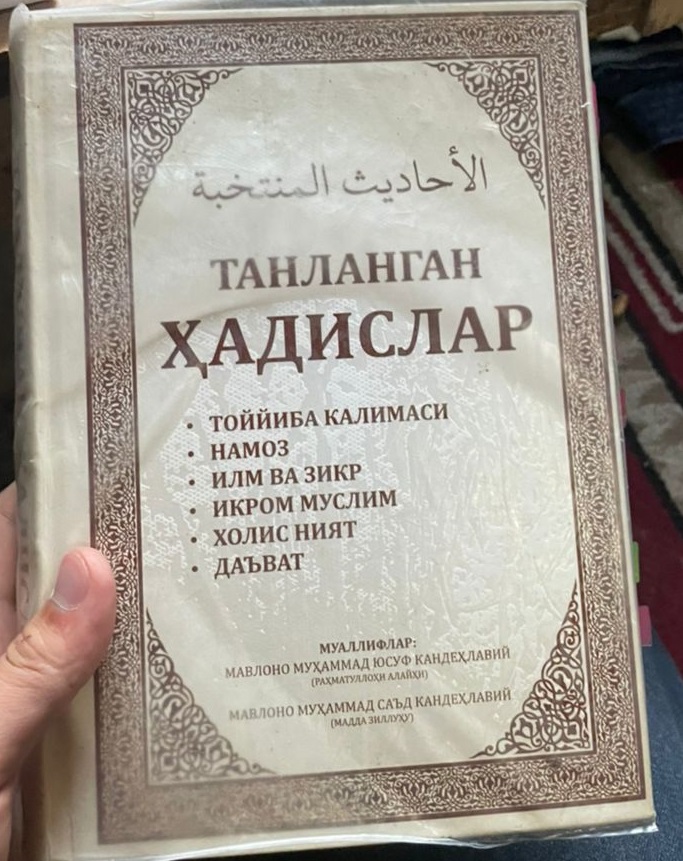 الأحاديث المنتخبة
ТАНЛАНГАН
ҲАДИСЛАР
• ТОЙЙИБА КАЛИМАСИ
• НАМОЗ
• ИЛМ ВА ЗИКР
• ИКРОМ МУСЛИМ
• ХОЛИС НИЯТ
• ДАЪВАТ
МУАЛЛИФЛАР:
МАВЛОНО МУҲАММАД ЮСУФ КАНДЕҲЛАВИЙ
(РАҲМАТУЛЛОҲИ АЛАЙҲИ)
МАВЛОНО МУҲАММАД САЪД КАНДЕҲЛАВИЙ
(МАДДА ЗИЛЛУҲУ)